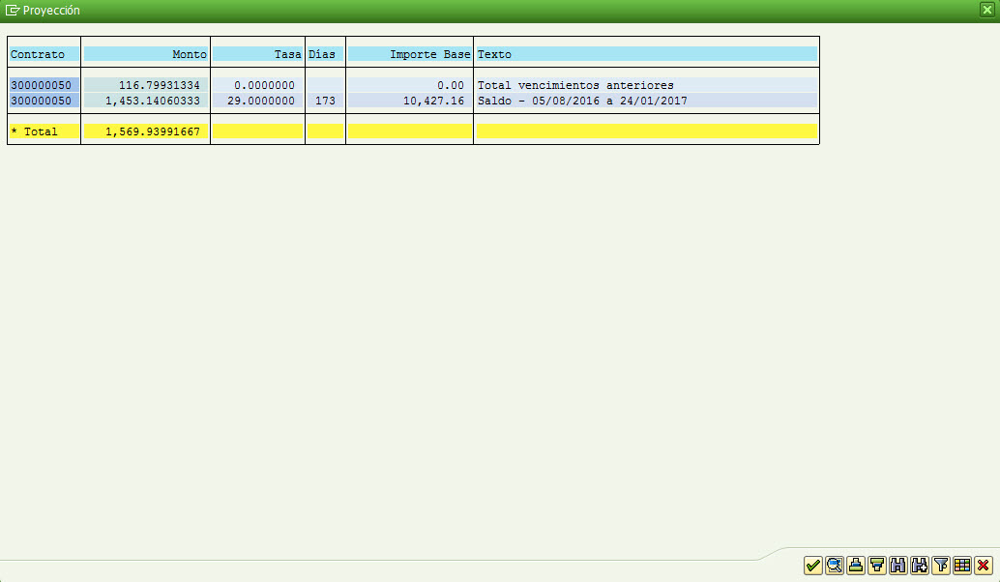 Proyección
Contrato Monto Tasa Días Importe Base Texto
300000050 116.79931334 0.0000000 0.00 Total vencimientos anteriores
300000050 1,453.14060333 29.0000000 173 10,427.16 Saldo - 05/08/2016 a 24/01/2017
* Total 1,569.93991667